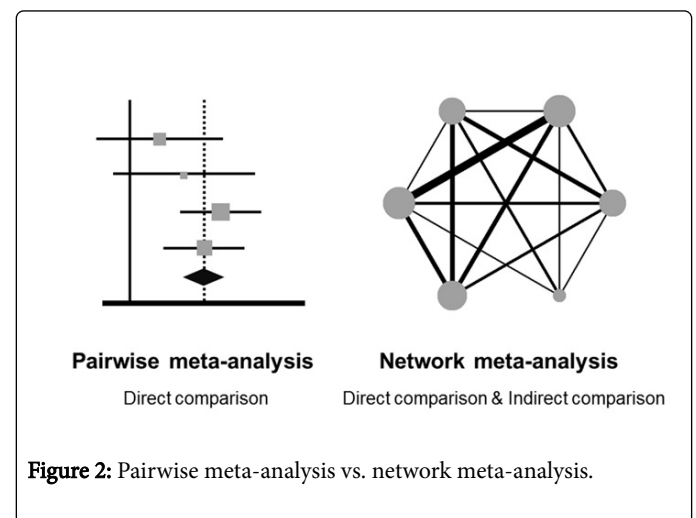 Pairwise meta-analysis
Direct comparison
Network meta-analysis
Direct comparison & Indirect comparison
Figure 2: Pairwise meta-analysis vs. network meta-analysis.